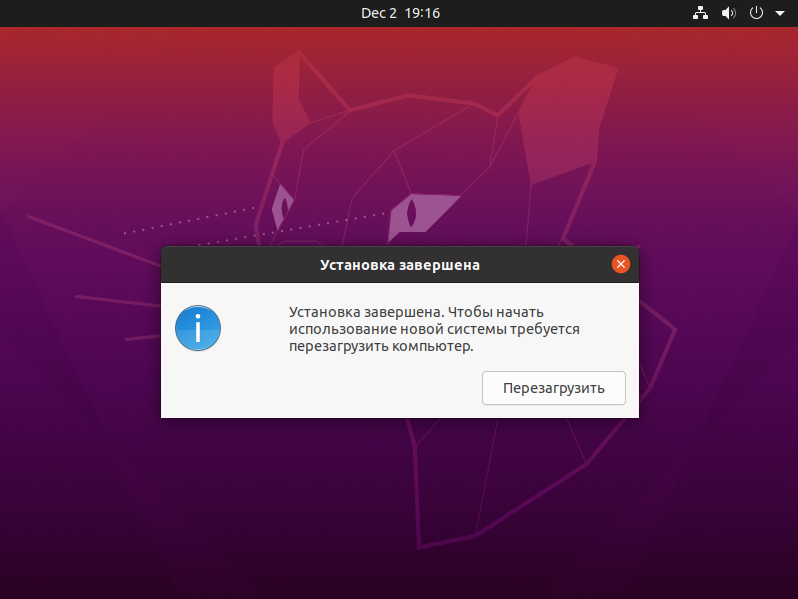 Dec 2 19:16
Установка завершена
Установка завершена. Чтобы начать
использование новой системы требуется
перезагрузить компьютер.
Перезагрузить